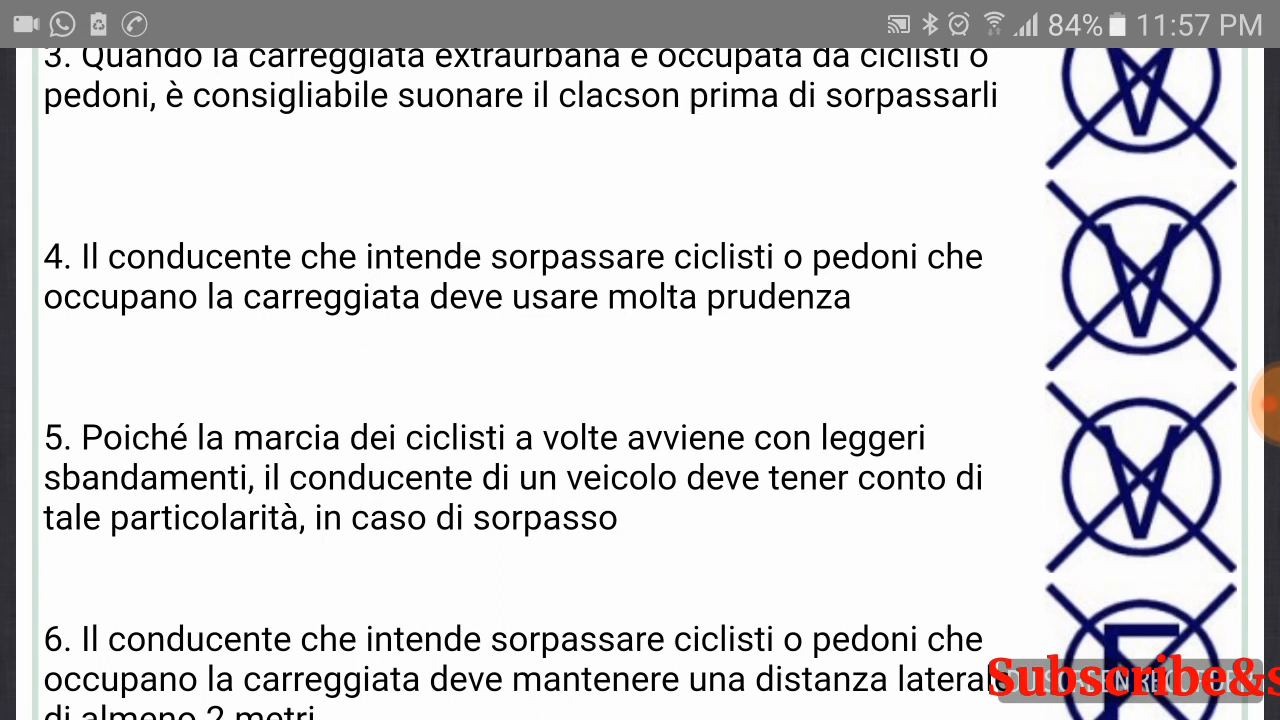 84% 11:57 PM
3. Quando la carreggiata extraurbana è occupata da ciclisti o
pedoni, è consigliabile suonare il clacson prima di sorpassarli
V
4. Il conducente che intende sorpassare ciclisti o pedoni che
occupano la carreggiata deve usare molta prudenza
V
5. Poiché la marcia dei ciclisti a volte avviene con leggeri
sbandamenti, il conducente di un veicolo deve tener conto di
tale particolarità, in caso di sorpasso
V
6. Il conducente che intende sorpassare ciclisti o pedoni che
occupano la carreggiata deve mantenere una distanza laterale
di almeno 2 metri
F
Subscribe&s